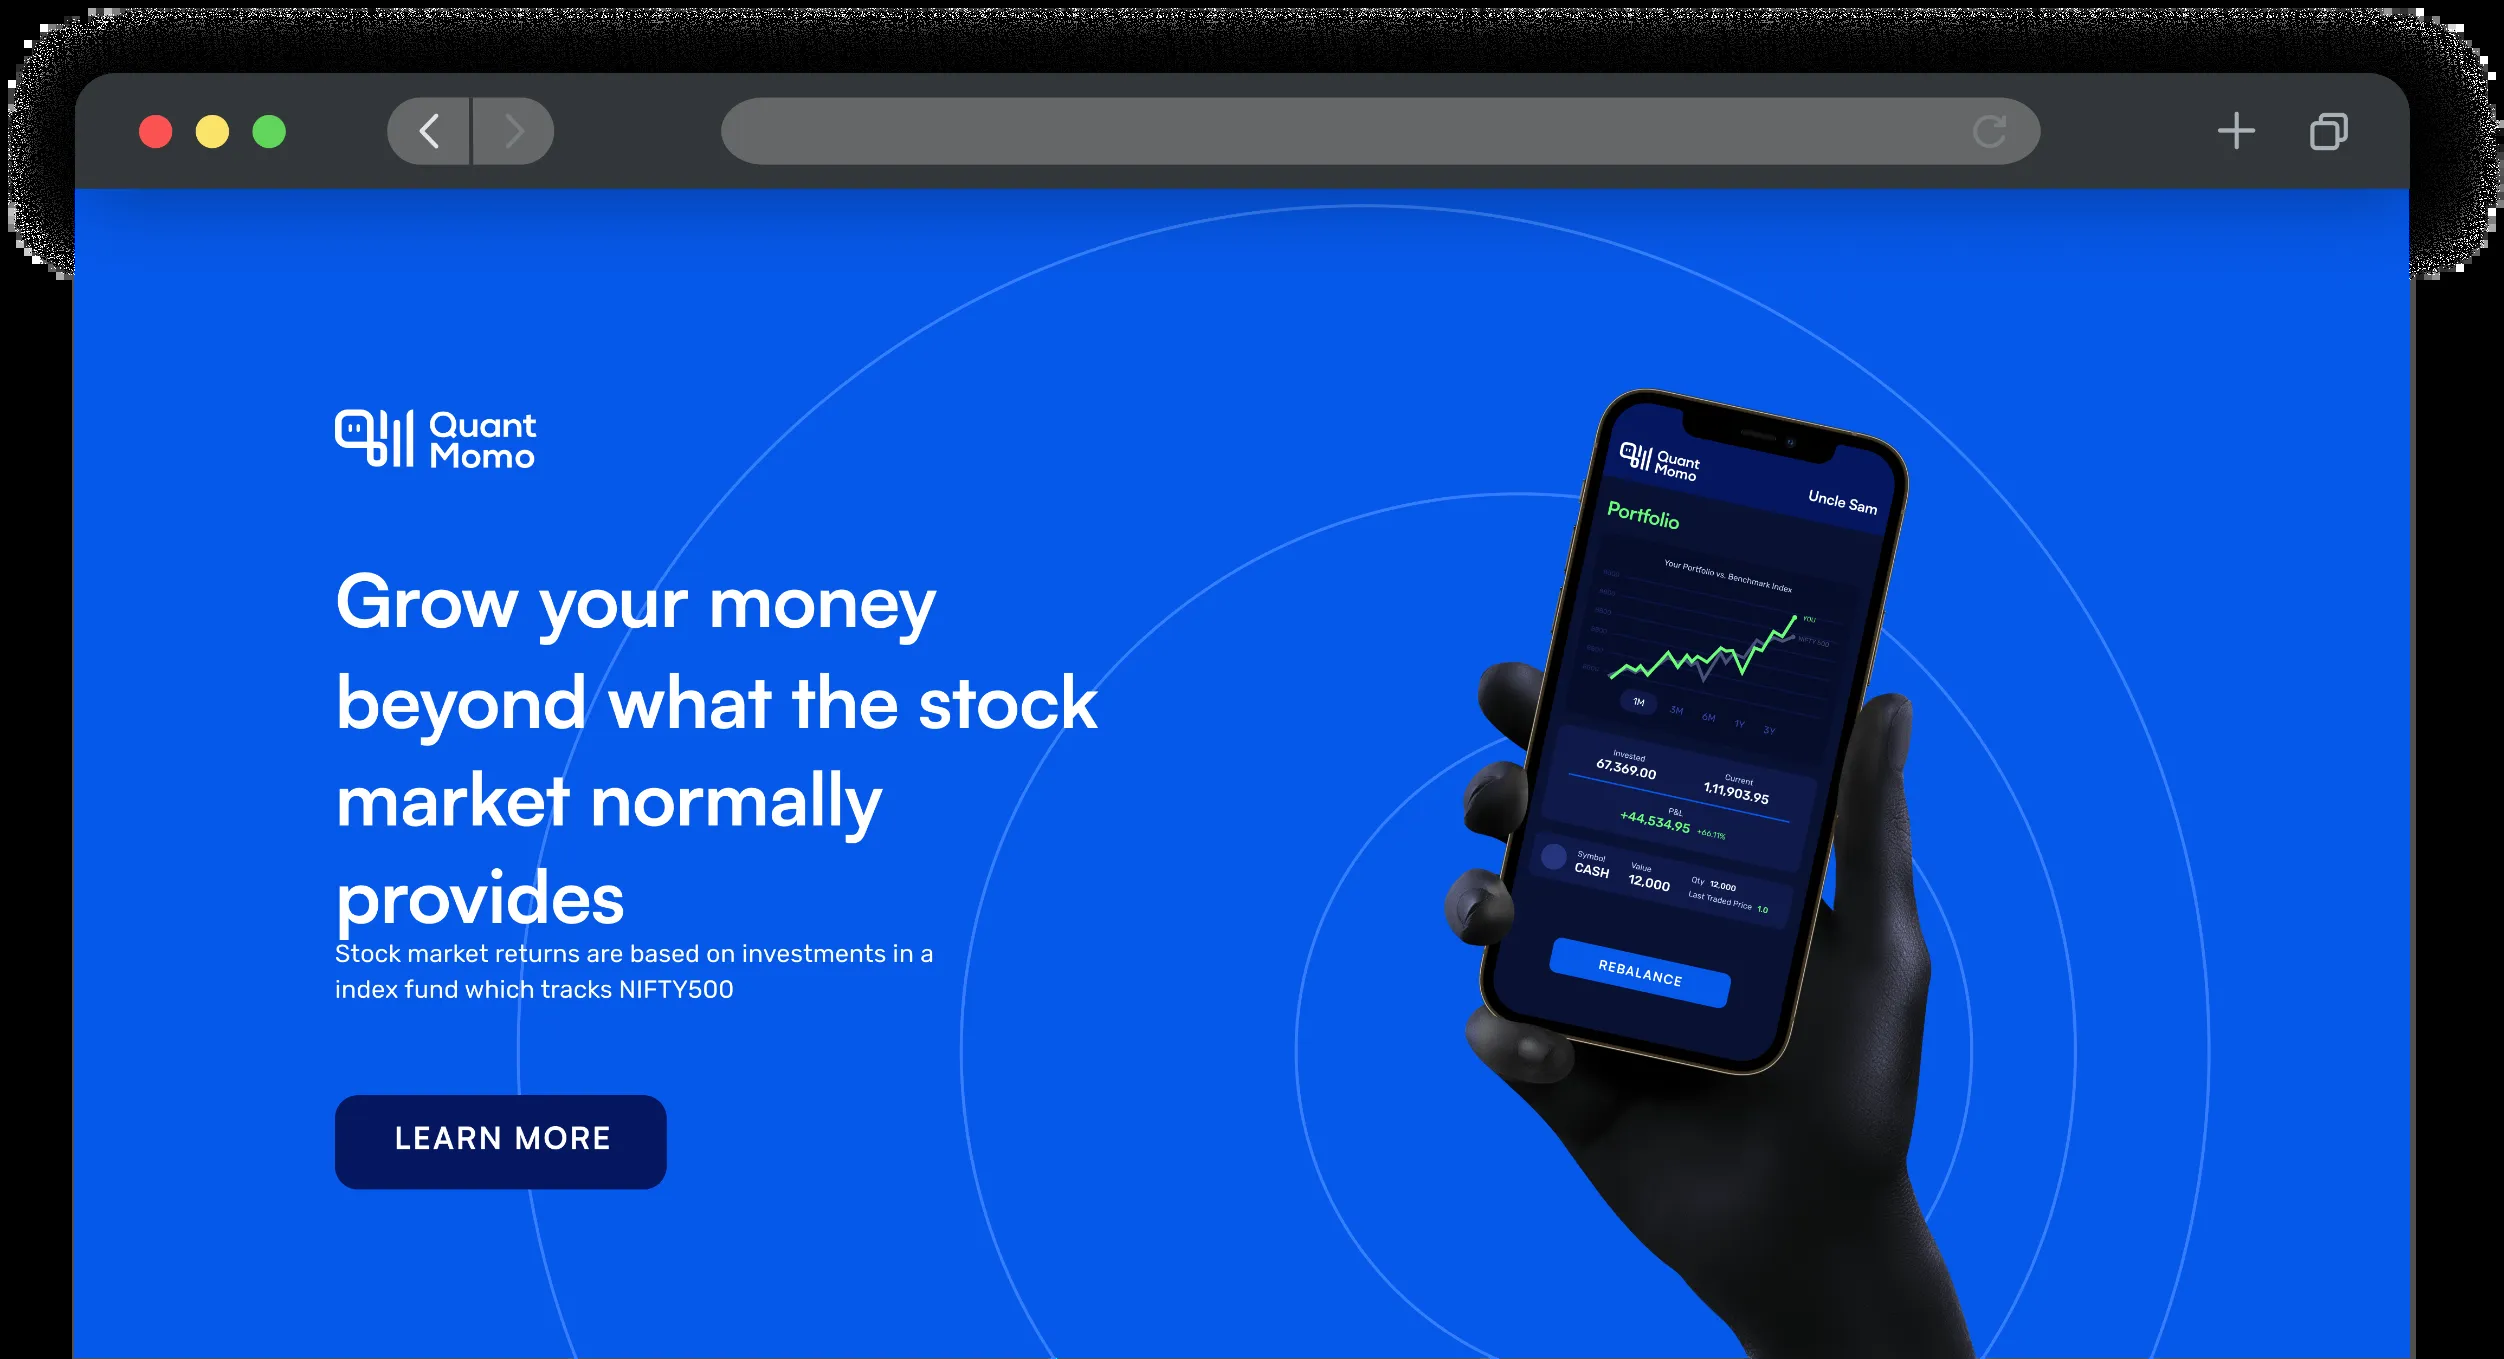 Quant
Momo
Grow your money
beyond what the stock
market normally
provides
Stock market returns are based on investments in a
index fund which tracks NIFTY500
LEARN MORE
Quant
Momo
Uncle Sam
Portfolio
Your Portfolio vs. Benchmark Index
YOU
NIFTY500
1M 3M 6M 1Y 3Y
Invested
67,369.00
Current
1,11,903.95
P&L
+44,534.95 +66.11%
Symbol
CASH
Value
12,000
Qty 12,000
Last Traded Price 1.0
REBALANCE